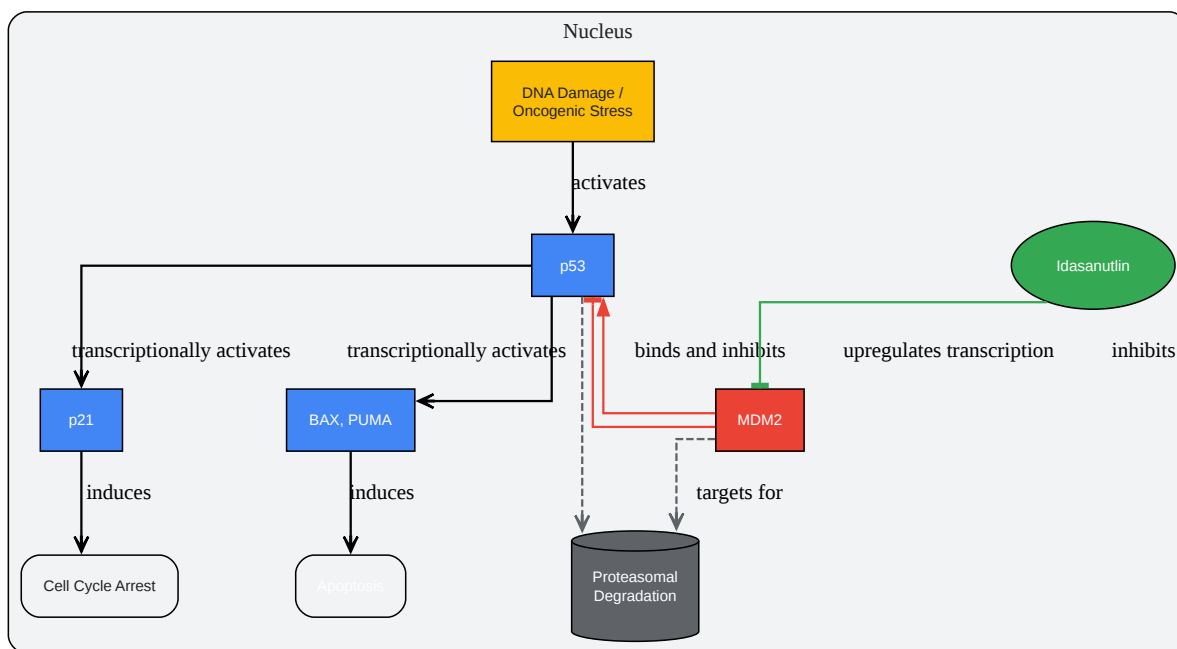 Nucleus
DNA Damage /
Oncogenic Stress
activates
p53
Idasanutlin
transcriptionally activates
transcriptionally activates
binds and inhibits
upregulates transcription
inhibits
p21
BAX, PUMA
MDM2
induces
induces
targets for
Cell Cycle Arrest
Apoptosis
Proteasomal
Degradation